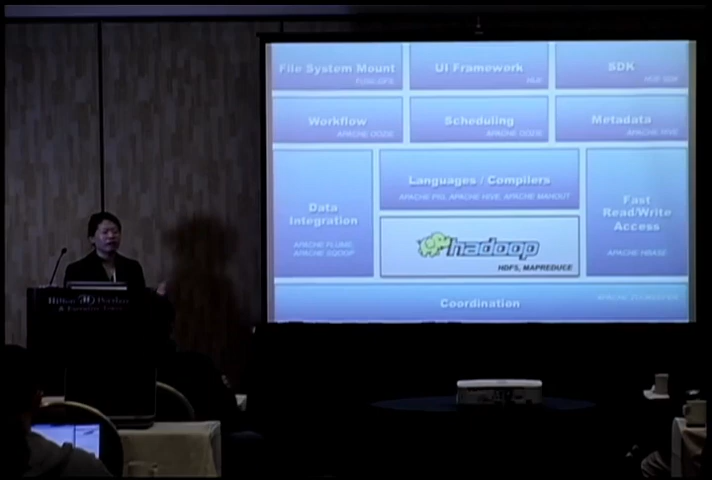 File System Mount
FUSE-DFS
UI Framework
HUE
SDK
HUE SDK
Workflow
APACHE OOZIE
Scheduling
APACHE OOZIE
Metadata
APACHE HIVE
Data
Integration
APACHE FLUME,
APACHE SQOOP
Languages / Compilers
APACHE PIG, APACHE HIVE, APACHE MAHOUT
hadoop
HDFS, MAPREDUCE
Fast
Read/Write
Access
APACHE HBASE
Coordination
APACHE ZOOKEEPER
Hilton
& Executive